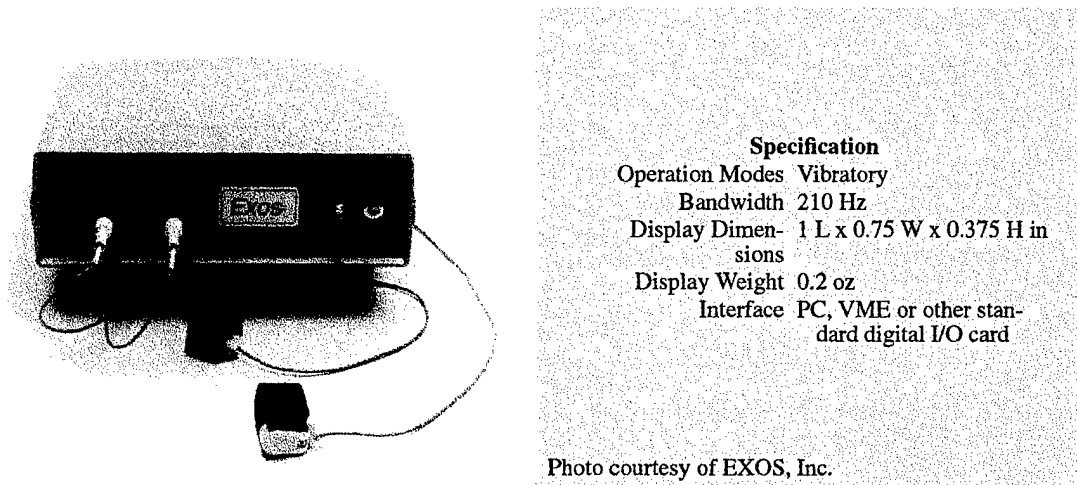 Exos
Specification
Operation Modes Vibratory
Bandwidth 210 Hz
Display Dimen- 1 L x 0.75 W x 0.375 H in
sions
Display Weight 0.2 oz
Interface PC, VME or other stan-
dard digital I/O card
Photo courtesy of EXOS, Inc.